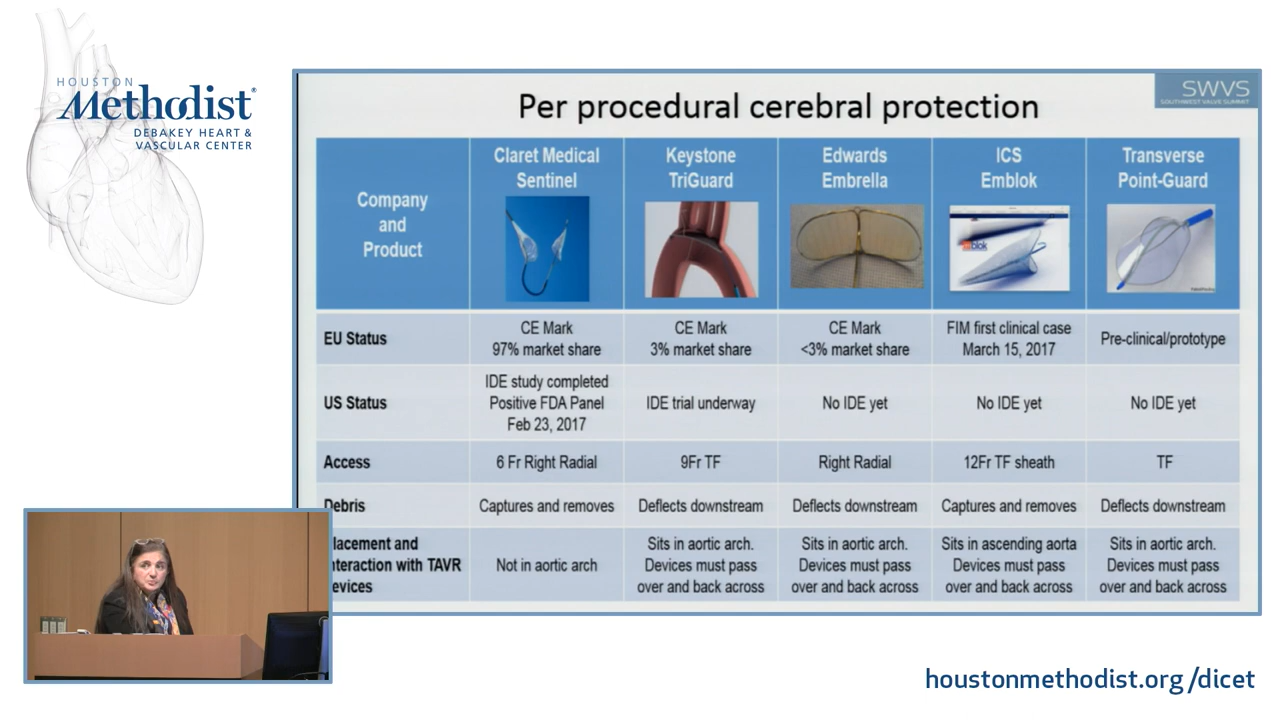 HOUSTON
Methodist®
DEBAKEY HEART &
VASCULAR CENTER
SWVS
SOUTHWEST VALVE SUMMIT
Per procedural cerebral protection
Company
and
Product
Claret Medical
Sentinel
Keystone
TriGuard
Edwards
Embrella
ICS
Emblok
Transverse
Point-Guard
EU Status
CE Mark
97% market share
CE Mark
3% market share
CE Mark
<3% market share
FIM first clinical case
March 15, 2017
Pre-clinical/prototype
US Status
IDE study completed
Positive FDA Panel
Feb 23, 2017
IDE trial underway
No IDE yet
No IDE yet
No IDE yet
Access
6 Fr Right Radial
9Fr TF
Right Radial
12Fr TF sheath
TF
Debris
Captures and removes
Deflects downstream
Deflects downstream
Captures and removes
Deflects downstream
lacement and
nteraction with TAVR
evices
Not in aortic arch
Sits in aortic arch.
Devices must pass
over and back across
Sits in aortic arch.
Devices must pass
over and back across
Sits in ascending aorta
Devices must pass
over and back across
Sits in aortic arch.
Devices must pass
over and back across
houstonmethodist.org/dicet